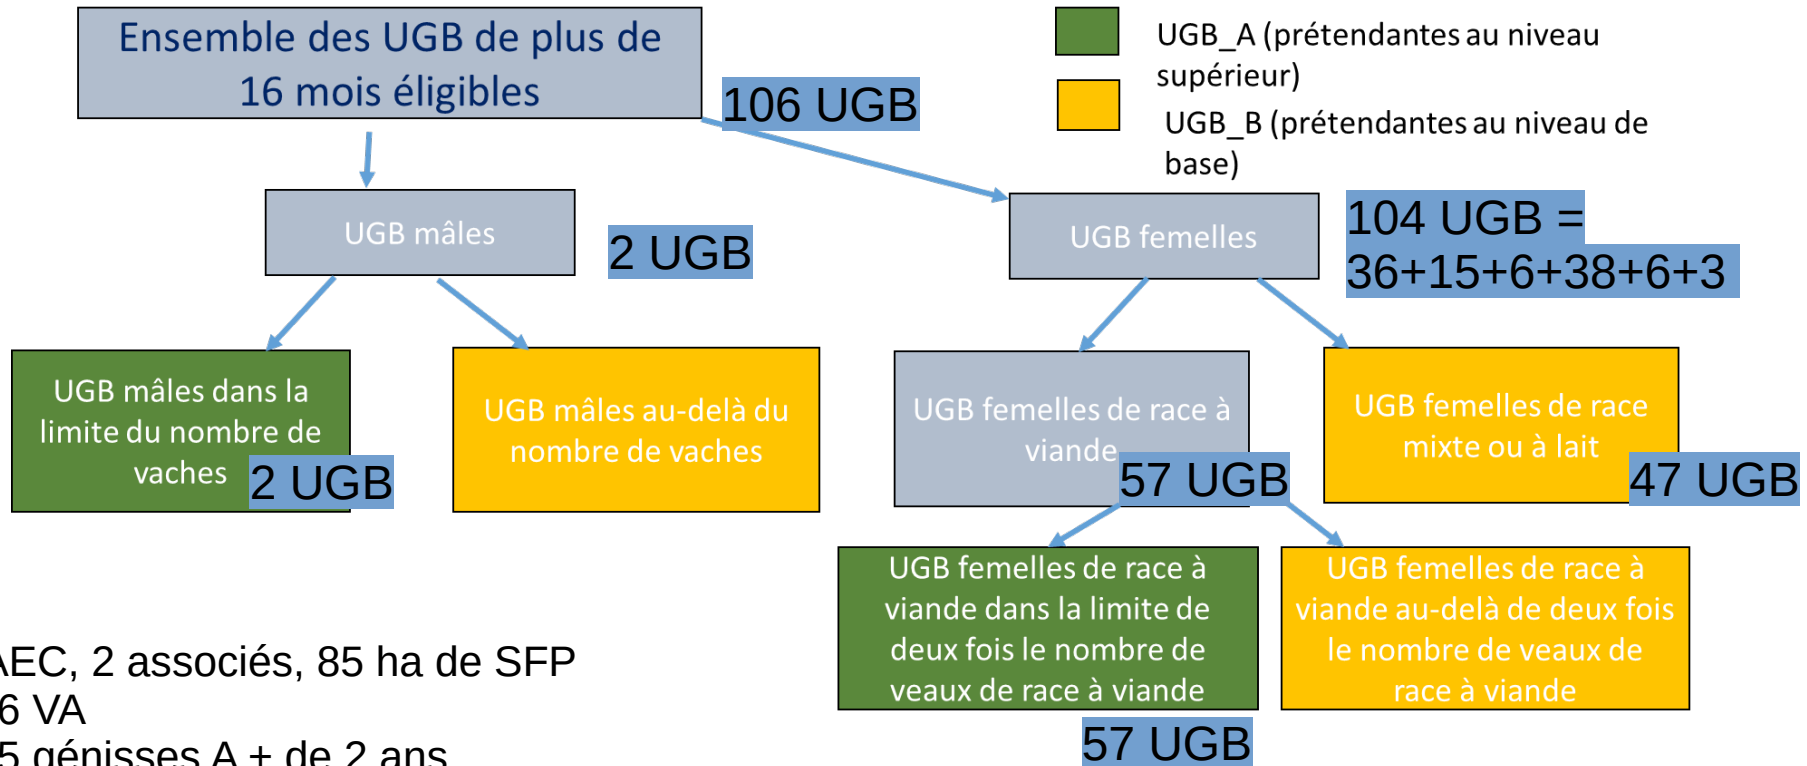 Ensemble des UGB de plus de
16 mois éligibles
106 UGB
UGB_A (prétendantes au niveau
supérieur)
UGB_B (prétendantes au niveau de
base)
UGB mâles
2 UGB
UGB femelles
104 UGB =
36+15+6+38+6+3
UGB mâles dans la
limite du nombre de
vaches
2 UGB
UGB mâles au-delà du
nombre de vaches
UGB femelles de race à
viande
57 UGB
UGB femelles de race
mixte ou à lait
47 UGB
UGB femelles de race à
viande dans la limite de
deux fois le nombre de
veaux de race à viande
57 UGB
UGB femelles de race à
viande au-delà de deux fois
le nombre de veaux de
race à viande
AEC, 2 associés, 85 ha de SFP
6 VA
5 génisses A + de 2 ans